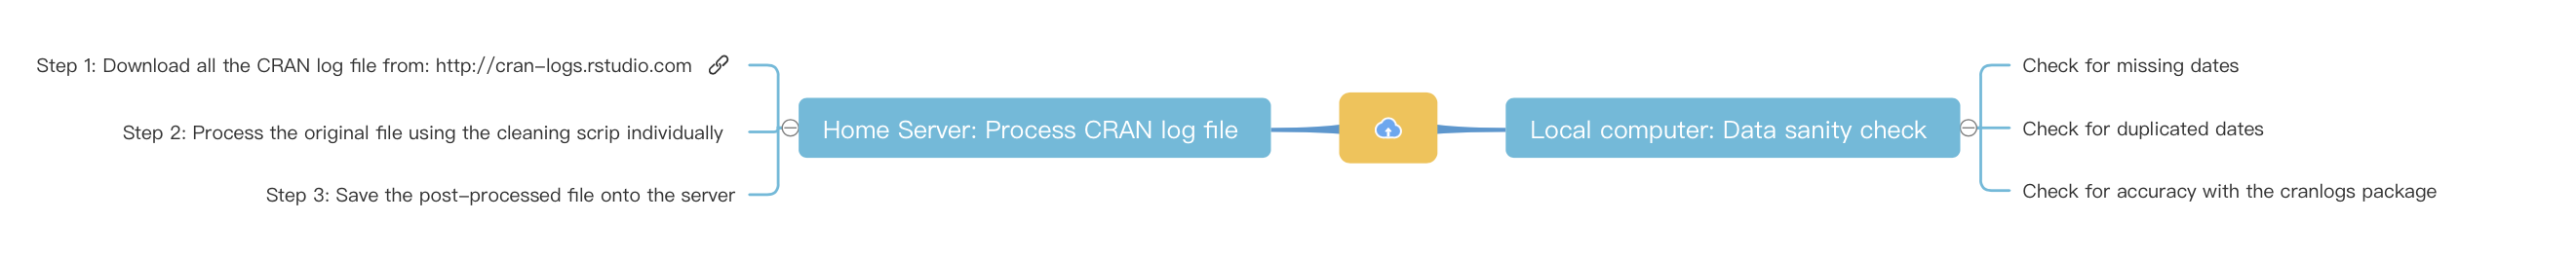 Step 1: Download all the CRAN log file from: http://cran-logs.rstudio.com
Step 2: Process the original file using the cleaning scrip individually
Step 3: Save the post-processed file onto the server
Home Server: Process CRAN log file
Local computer: Data sanity check
Check for missing dates
Check for duplicated dates
Check for accuracy with the cranlogs package